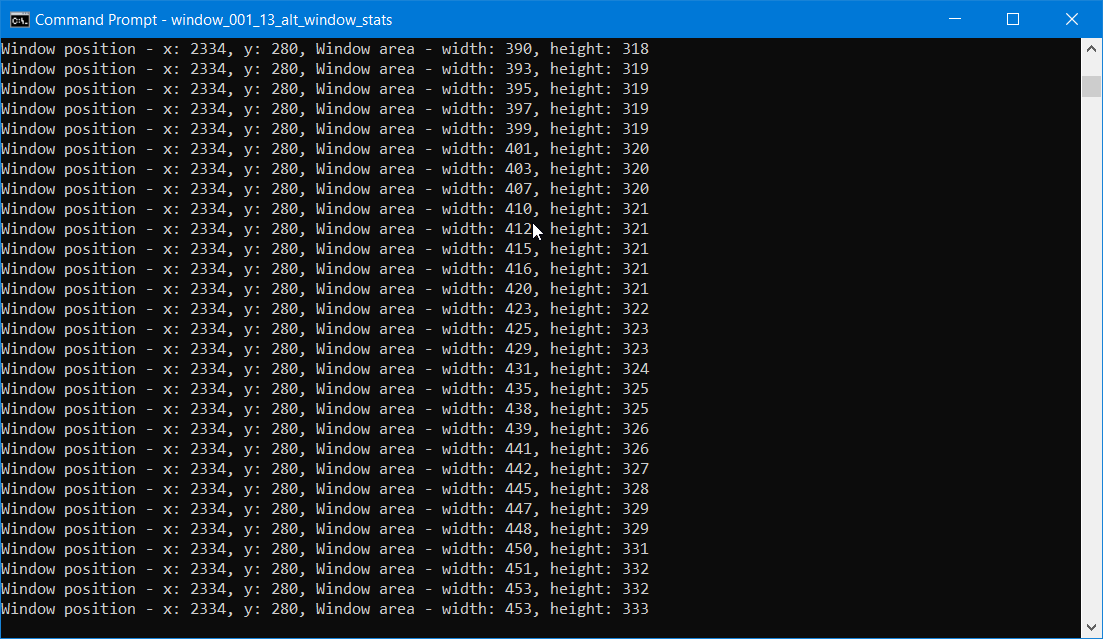 Command Prompt - window_001_13_alt_window_stats
Window position - x: 2334, y: 280, Window area - width: 390, height: 318
Window position - x: 2334, y: 280, Window area - width: 393, height: 319
Window position - x: 2334, y: 280, Window area - width: 395, height: 319
Window position - x: 2334, y: 280, Window area - width: 397, height: 319
Window position - x: 2334, y: 280, Window area - width: 399, height: 319
Window position - x: 2334, y: 280, Window area - width: 401, height: 320
Window position - x: 2334, y: 280, Window area - width: 403, height: 320
Window position - x: 2334, y: 280, Window area - width: 407, height: 320
Window position - x: 2334, y: 280, Window area - width: 410, height: 321
Window position - x: 2334, y: 280, Window area - width: 412, height: 321
Window position - x: 2334, y: 280, Window area - width: 415, height: 321
Window position - x: 2334, y: 280, Window area - width: 416, height: 321
Window position - x: 2334, y: 280, Window area - width: 420, height: 321
Window position - x: 2334, y: 280, Window area - width: 423, height: 322
Window position - x: 2334, y: 280, Window area - width: 425, height: 323
Window position - x: 2334, y: 280, Window area - width: 429, height: 323
Window position - x: 2334, y: 280, Window area - width: 431, height: 324
Window position - x: 2334, y: 280, Window area - width: 435, height: 325
Window position - x: 2334, y: 280, Window area - width: 438, height: 325
Window position - x: 2334, y: 280, Window area - width: 439, height: 326
Window position - x: 2334, y: 280, Window area - width: 441, height: 326
Window position - x: 2334, y: 280, Window area - width: 442, height: 327
Window position - x: 2334, y: 280, Window area - width: 445, height: 328
Window position - x: 2334, y: 280, Window area - width: 447, height: 329
Window position - x: 2334, y: 280, Window area - width: 448, height: 329
Window position - x: 2334, y: 280, Window area - width: 450, height: 331
Window position - x: 2334, y: 280, Window area - width: 451, height: 332
Window position - x: 2334, y: 280, Window area - width: 453, height: 332
Window position - x: 2334, y: 280, Window area - width: 453, height: 333